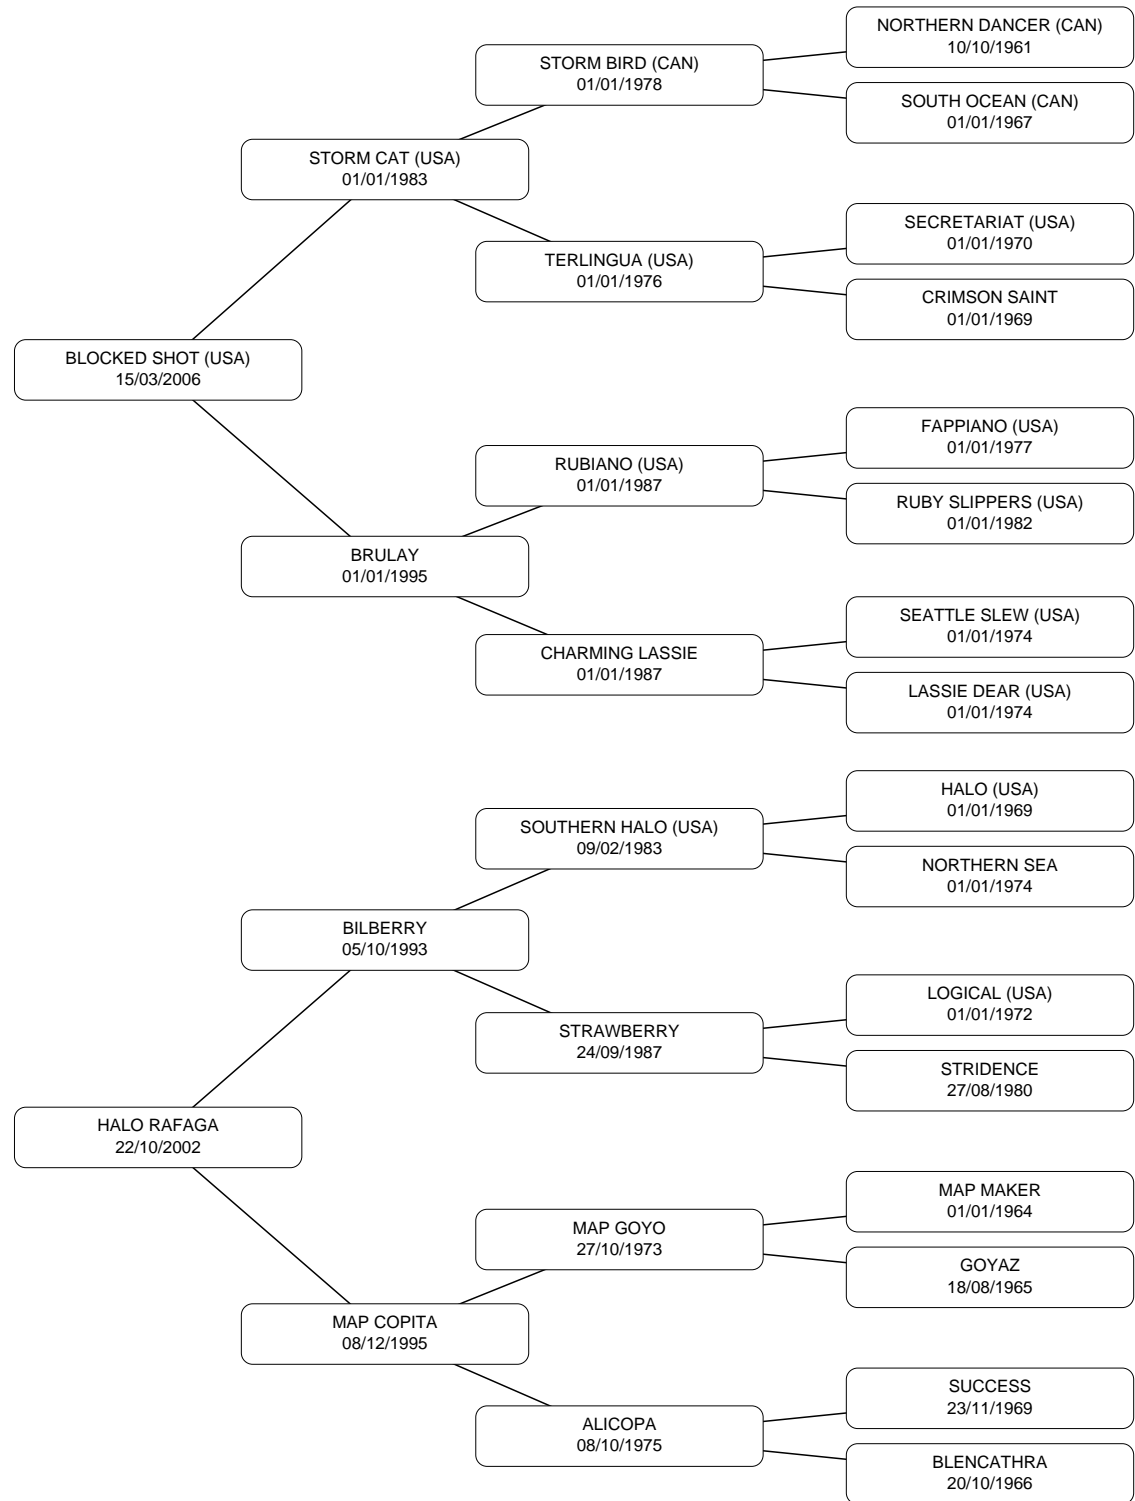 NORTHERN DANCER (CAN)
10/10/1961
STORM BIRD (CAN)
01/01/1978
SOUTH OCEAN (CAN)
01/01/1967
STORM CAT (USA)
01/01/1983
SECRETARIAT (USA)
01/01/1970
TERLINGUA (USA)
01/01/1976
CRIMSON SAINT
01/01/1969
BLOCKED SHOT (USA)
15/03/2006
FAPPIANO (USA)
01/01/1977
RUBIANO (USA)
01/01/1987
RUBY SLIPPERS (USA)
01/01/1982
BRULAY
01/01/1995
SEATTLE SLEW (USA)
01/01/1974
CHARMING LASSIE
01/01/1987
LASSIE DEAR (USA)
01/01/1974
HALO (USA)
01/01/1969
SOUTHERN HALO (USA)
09/02/1983
NORTHERN SEA
01/01/1974
BILBERRY
05/10/1993
LOGICAL (USA)
01/01/1972
STRAWBERRY
24/09/1987
STRIDENCE
27/08/1980
HALO RAFAGA
22/10/2002
MAP MAKER
01/01/1964
MAP GOYO
27/10/1973
GOYAZ
18/08/1965
MAP COPITA
08/12/1995
SUCCESS
23/11/1969
ALICOPA
08/10/1975
BLENCATHRA
20/10/1966